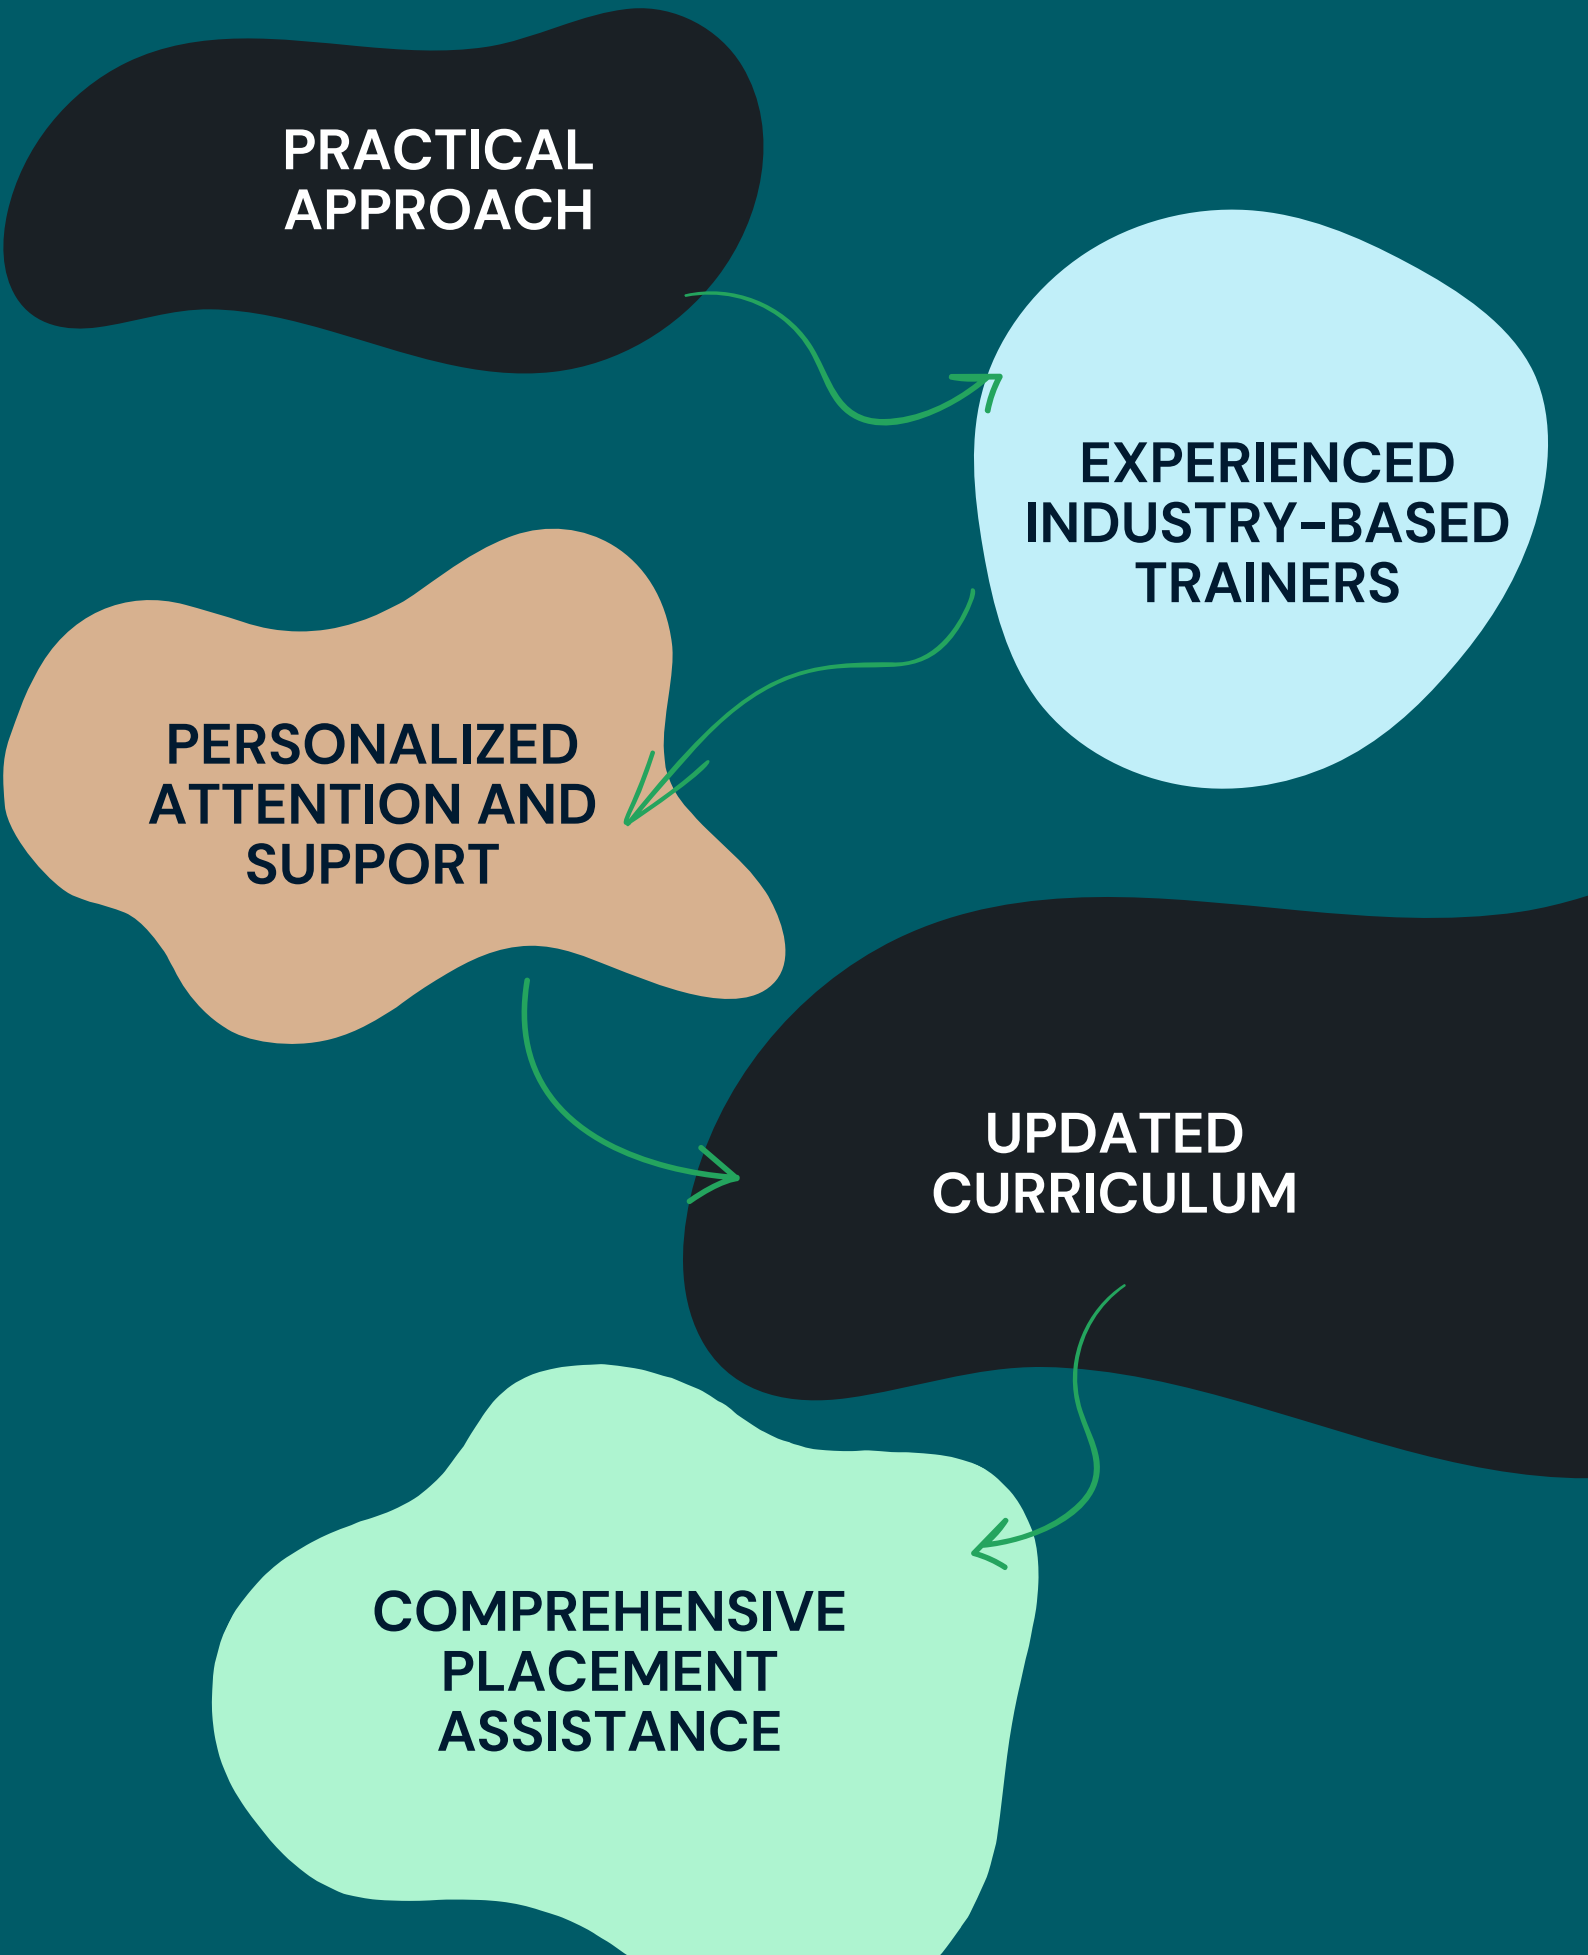 PRACTICAL
APPROACH
EXPERIENCED
INDUSTRY-BASED
TRAINERS
PERSONALIZED
ATTENTION AND
SUPPORT
UPDATED
CURRICULUM
COMPREHENSIVE
PLACEMENT
ASSISTANCE